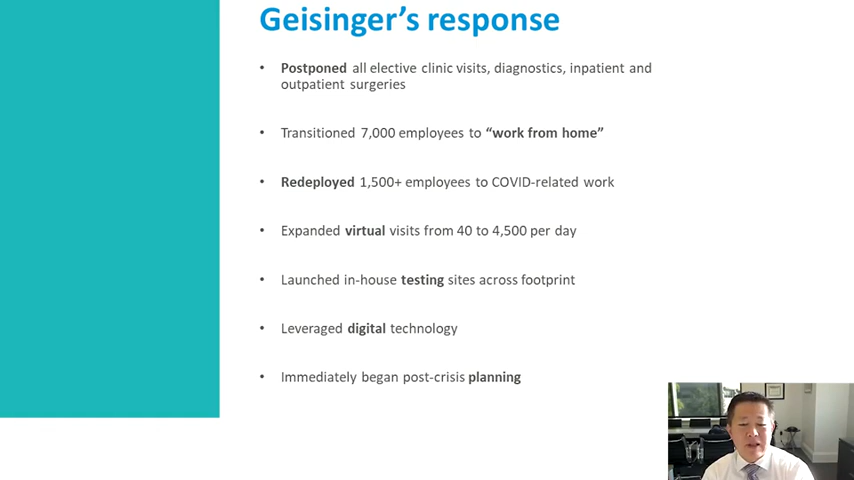 Geisinger’s response
• Postponed all elective clinic visits, diagnostics, inpatient and
outpatient surgeries
• Transitioned 7,000 employees to “work from home”
• Redeployed 1,500+ employees to COVID-related work
• Expanded virtual visits from 40 to 4,500 per day
• Launched in-house testing sites across footprint
• Leveraged digital technology
• Immediately began post-crisis planning